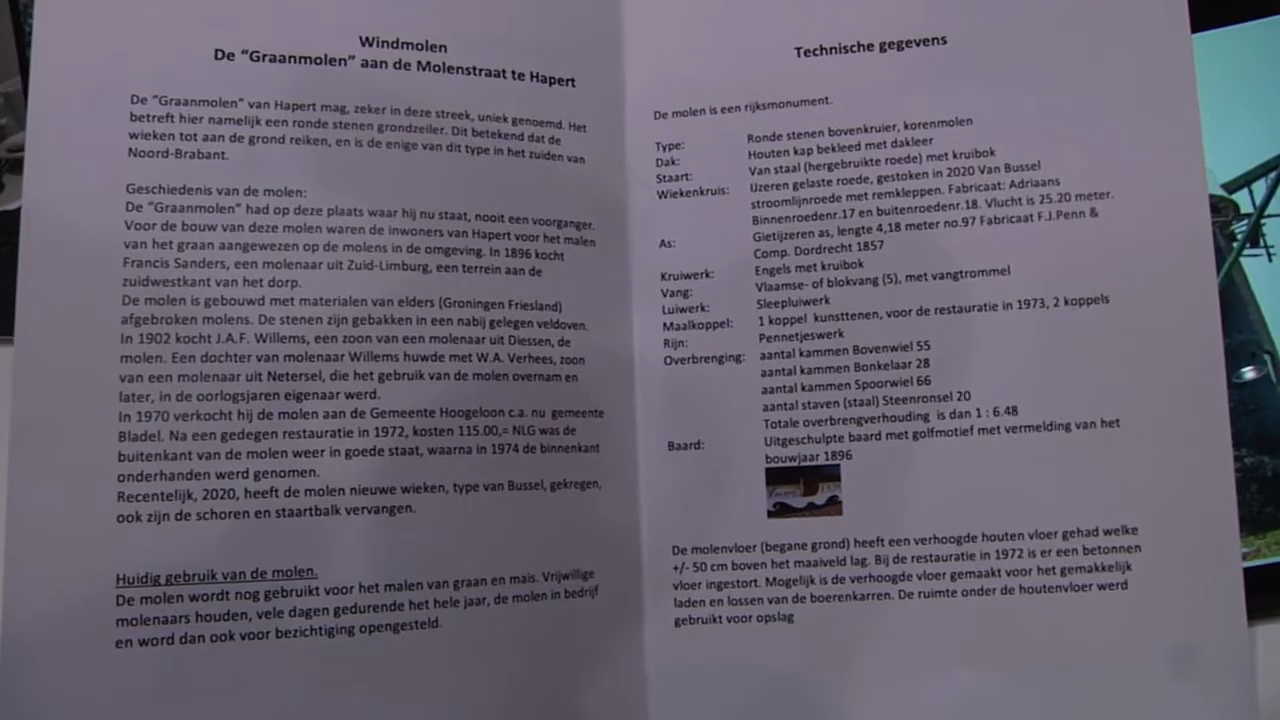 Windmolen
De "Graanmolen" aan de Molenstraat te Hapert
De "Graanmolen" van Hapert mag, zeker in deze streek, uniek genoemd. Het
betreft hier namelijk een ronde stenen grondzeiler. Dit betekend dat de
wieken tot aan de grond reiken, en is de enige van dit type in het zuiden van
Noord-Brabant.
Geschiedenis van de molen:
De "Graanmolen" had op deze plaats waar hij nu staat, nooit een voorganger.
Voor de bouw van deze molen waren de inwoners van Hapert voor het malen
van het graan aangewezen op de molens in de omgeving. In 1896 kocht
Francis Sanders, een molenaar uit Zuid-Limburg, een terrein aan de
zuidwestkant van het dorp.
De molen is gebouwd met materialen van elders (Groningen Friesland)
afgebroken molens. De stenen zijn gebakken in een nabij gelegen veldoven.
In 1902 kocht J.A.F. Willems, een zoon van een molenaar uit Diessen, de
molen. Een dochter van molenaar Willems huwde met W.A. Verhees, zoon
van een molenaar uit Netersel, die het gebruik van de molen overnam en
later, in de oorlogsjaren eigenaar werd.
In 1970 verkocht hij de molen aan de Gemeente Hoogeloon c.a. nu gemeente
Bladel. Na een gedegen restauratie in 1972, kosten 115.00,= NLG was de
buitenkant van de molen weer in goede staat, waarna in 1974 de binnenkant
onderhanden werd genomen.
Recentelijk, 2020, heeft de molen nieuwe wieken, type van Bussel, gekregen,
ook zijn de schoren en staartbalk vervangen.
Huidig gebruik van de molen.
De molen wordt nog gebruikt voor het malen van graan en mais. Vrijwillige
molenaars houden, vele dagen gedurende het hele jaar, de molen in bedrijf
en word dan ook voor bezichtiging opengesteld.
Technische gegevens
De molen is een rijksmonument.
Type: Ronde stenen bovenkruier, korenmolen
Dak: Houten kap bekleed met dakleer
Staart: Van staal (hergebruikte roede) met kruibok
Wiekenkruis: IJzeren gelaste roede, gestoken in 2020 Van Bussel
stroomlijnroede met remkleppen. Fabricaat: Adriaans
Binnenroedenr.17 en buitenroedenr.18. Vlucht is 25.20 meter.
As: Gietijzeren as, lengte 4,18 meter no.97 Fabricaat F.J.Penn &
Comp. Dordrecht 1857
Kruiwerk: Engels met kruibok
Vang: Vlaamse- of blokvang (5), met vangtrommel
Luiwerk: Sleepluiwerk
Maalkoppel: 1 koppel kunsttenen, voor de restauratie in 1973, 2 koppels
Rijn: Pennetjeswerk
Overbrenging: aantal kammen Bovenwiel 55
aantal kammen Bonkelaar 28
aantal kammen Spoorwiel 66
aantal staven (staal) Steenronsel 20
Totale overbrengverhouding is dan 1 : 6.48
Baard: Uitgeschulpte baard met golfmotief met vermelding van het
bouwjaar 1896
De molenvloer (begane grond) heeft een verhoogde houten vloer gehad welke
+/- 50 cm boven het maaiveld lag. Bij de restauratie in 1972 is er een betonnen
vloer ingestort. Mogelijk is de verhoogde vloer gemaakt voor het gemakkelijk
laden en lossen van de boerenkarren. De ruimte onder de houtenvloer werd
gebruikt voor opslag